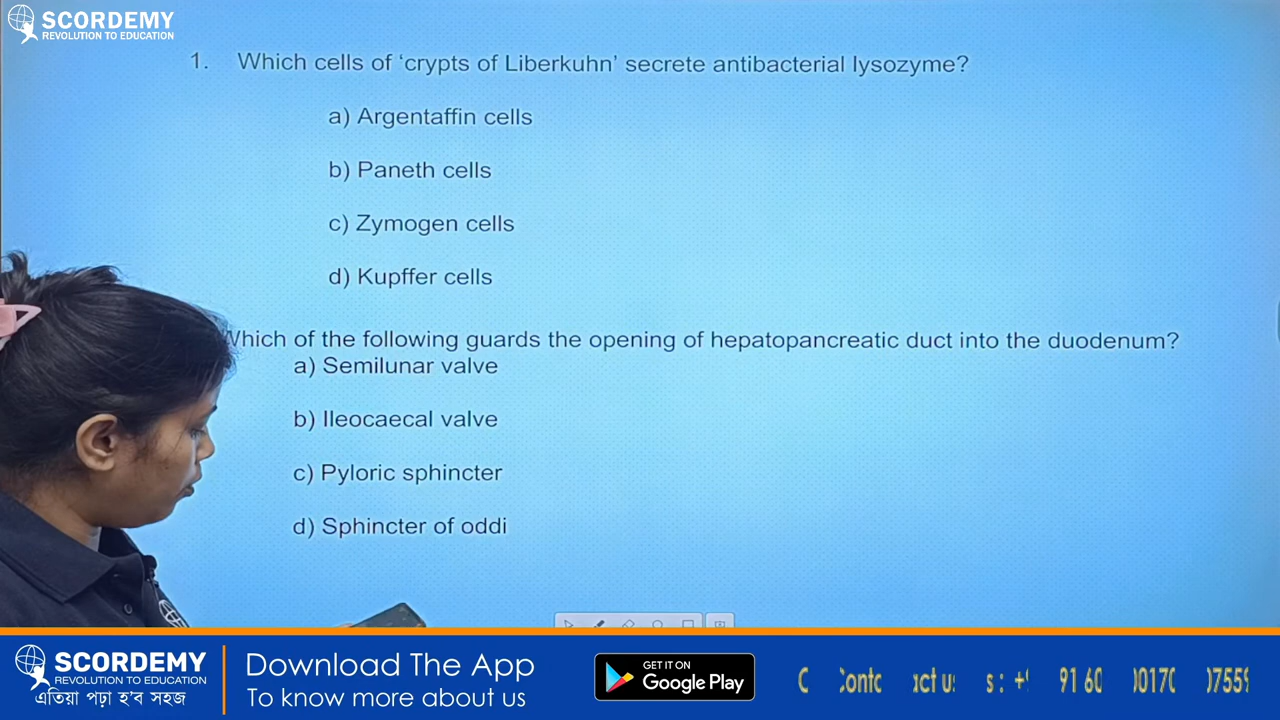 SCORDEMY
REVOLUTION TO EDUCATION
1. Which cells of ‘crypts of Liberkuhn’ secrete antibacterial lysozyme?
a) Argentaffin cells
b) Paneth cells
c) Zymogen cells
d) Kupffer cells
Which of the following guards the opening of hepatopancreatic duct into the duodenum?
a) Semilunar valve
b) Ileocaecal valve
c) Pyloric sphincter
d) Sphincter of oddi
SCORDEMY
REVOLUTION TO EDUCATION
এতিয়া পঢ়া হ'ব সহজ
Download The App
To know more about us
GET IT ON
Google Play